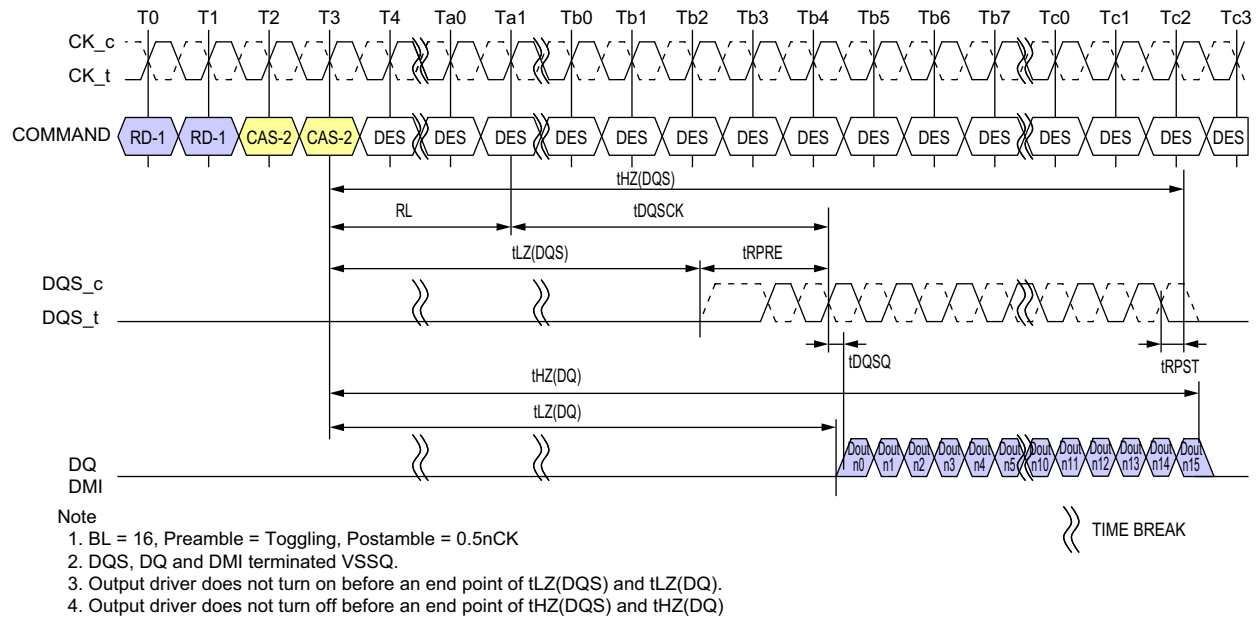 T0 T1 T2 T3 T4 Ta0 Ta1 Tb0 Tb1 Tb2 Tb3 Tb4 Tb5 Tb6 Tb7 Tc0 Tc1 Tc2 Tc3
CK_c
CK_t
COMMAND RD-1 RD-1 CAS-2 CAS-2 DES DES DES DES DES DES DES DES DES DES DES DES DES DES DES
tHZ(DQS)
RL tDQSCK
tLZ(DQS) tRPRE
DQS_c
DQS_t
tDQSQ tRPST
tHZ(DQ)
tLZ(DQ)
Dout Dout Dout Dout Dout Dout Dout Dout Dout Dout Dout Dout
n0 n1 n2 n3 n4 n5 n10 n11 n12 n13 n14 n15
DQ
DMI
Note
1. BL = 16, Preamble = Toggling, Postamble = 0.5nCK
TIME BREAK
2. DQS, DQ and DMI terminated VSSQ.
3. Output driver does not turn on before an end point of tLZ(DQS) and tLZ(DQ).
4. Output driver does not turn off before an end point of tHZ(DQS) and tHZ(DQ)